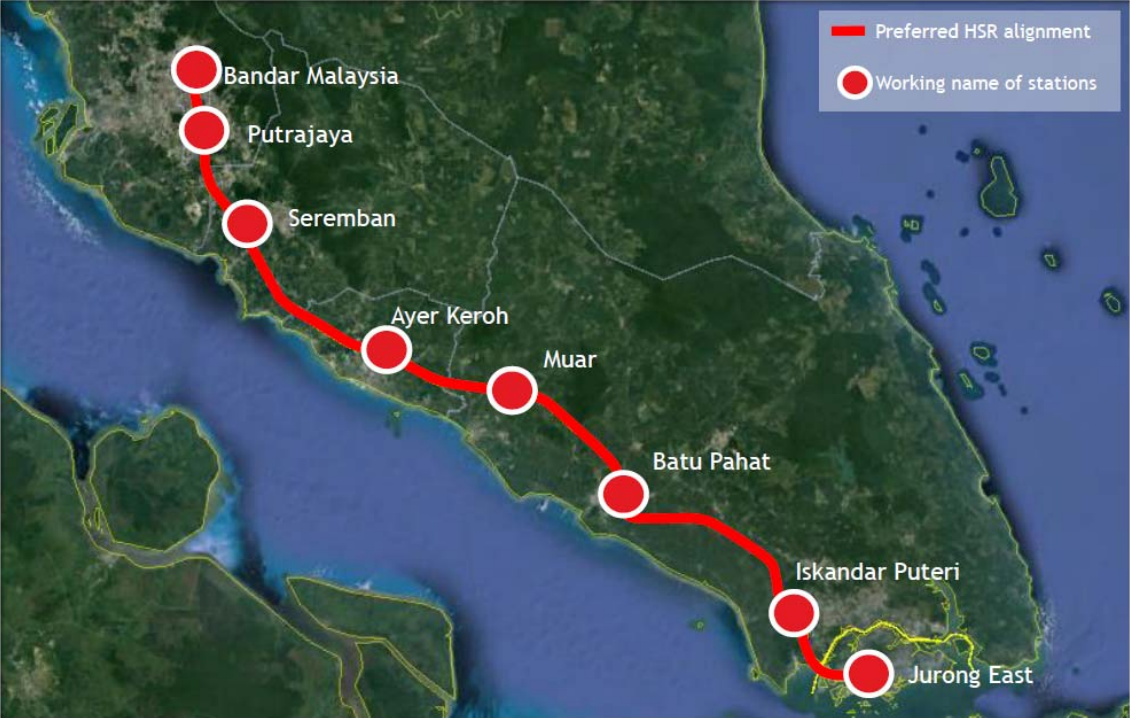 Preferred HSR alignment
Working name of stations
Bandar Malaysia
Putrajaya
Seremban
Ayer Keroh
Muar
Batu Pahat
Iskandar Puteri
Jurong East